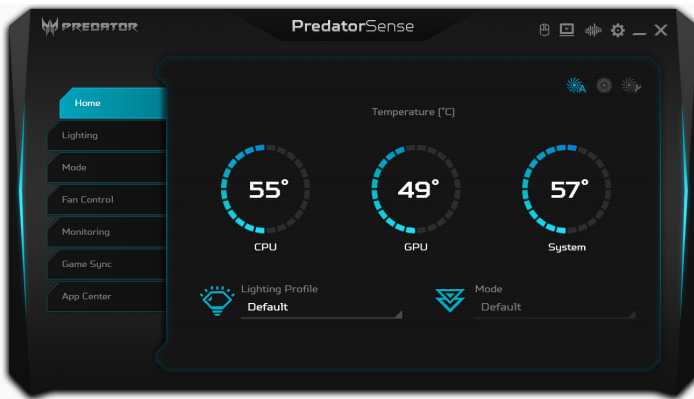 PREDATOR
PredatorSense
Home
Lighting
Mode
Fan Control
Monitoring
Game Sync
App Center
A
Temperature (°C)
55° 49° 57°
CPU GPU System
Lighting Profile
Default
Mode
Default